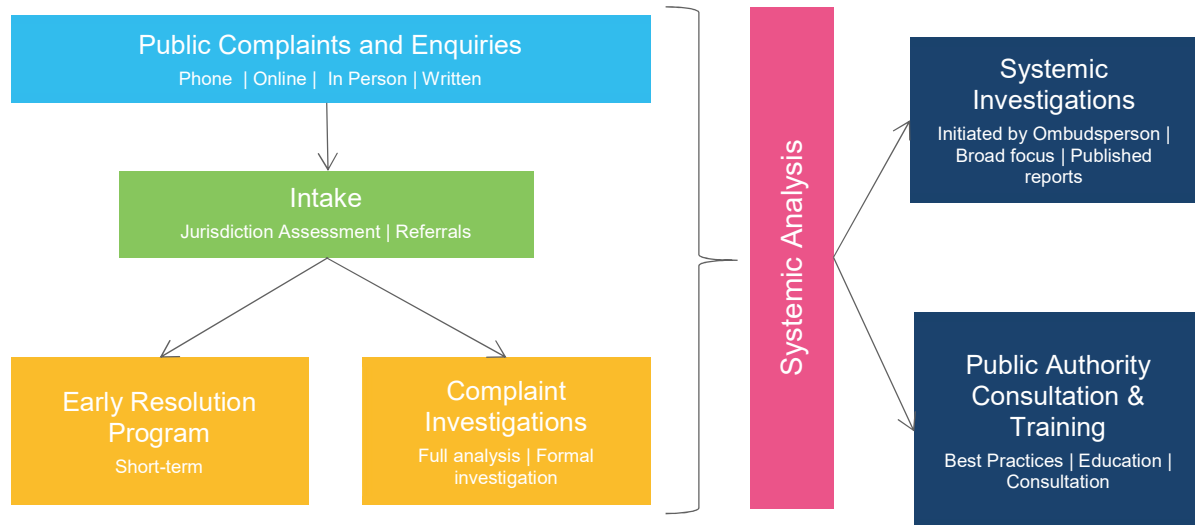 Public Complaints and Enquiries
Phone | Online | In Person | Written
Intake
Jurisdiction Assessment | Referrals
Early Resolution
Program
Short-term
Complaint
Investigations
Full analysis | Formal
investigation
Systemic Analysis
Systemic
Investigations
Initiated by Ombudsperson |
Broad focus | Published
reports
Public Authority
Consultation &
Training
Best Practices | Education |
Consultation